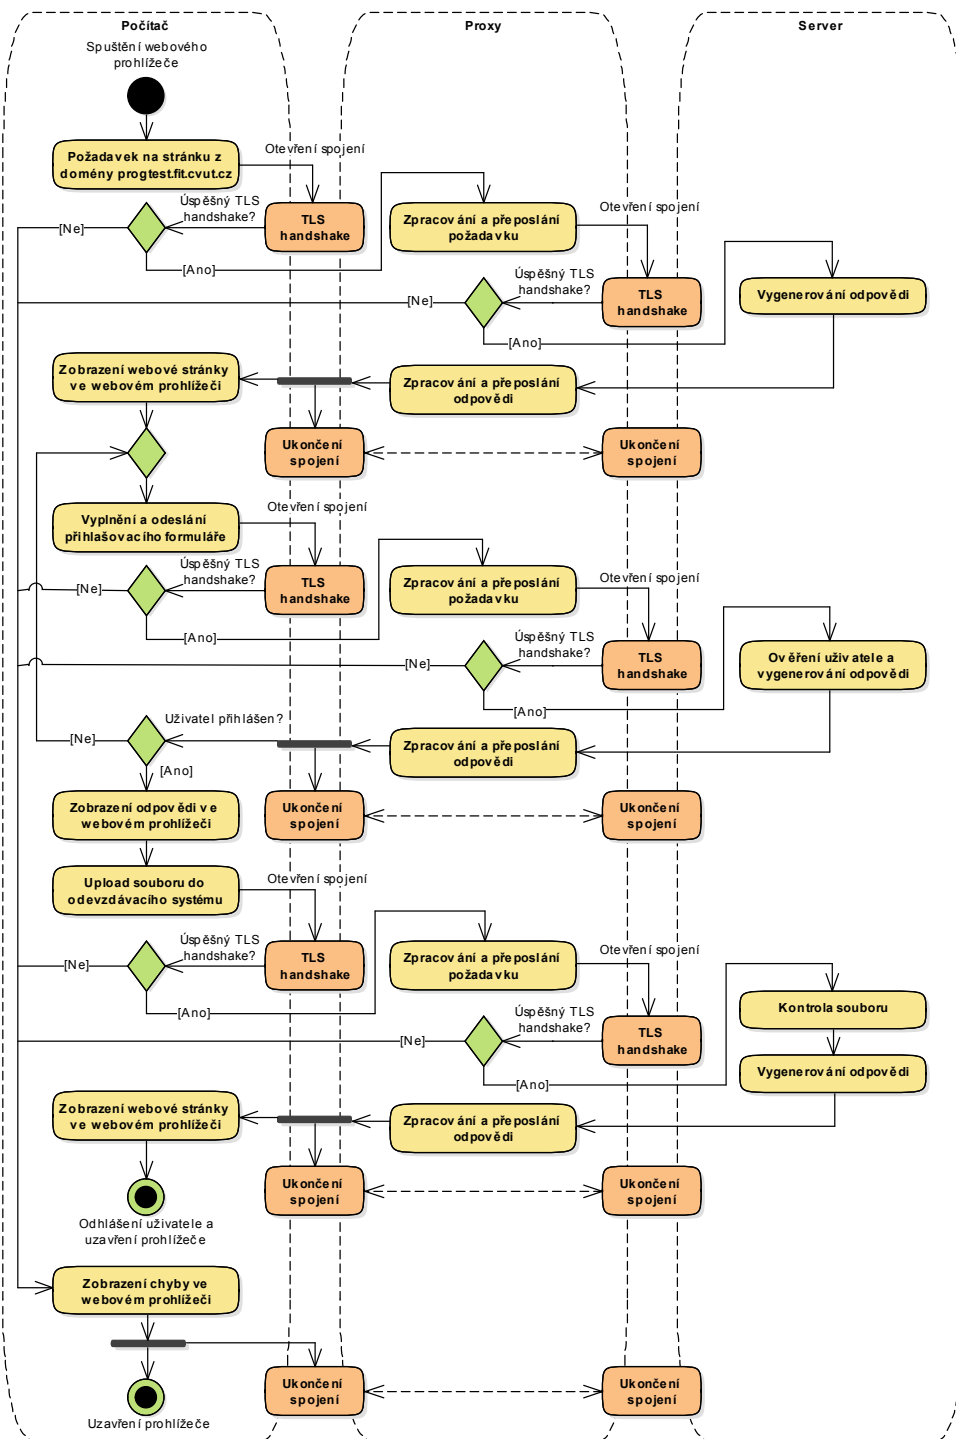 Počítač
Proxy
Server
Spuštění webového
prohlížeče
Požadavek na stránku z
domény progtest.fit.cvut.cz
Otevření spojení
Úspěšný TLS
handshake?
[Ne]
[Ano]
TLS
handshake
Zpracování a přeposlání
požadavku
Otevření spojení
Úspěšný TLS
handshake?
[Ne]
[Ano]
TLS
handshake
Vygenerování odpovědi
Zobrazení webové stránky
ve webovém prohlížeči
Zpracování a přeposlání
odpovědi
Ukončení
spojení
Ukončení
spojení
Vyplnění a odeslání
přihlašovacího formuláře
Otevření spojení
Úspěšný TLS
handshake?
[Ne]
[Ano]
TLS
handshake
Zpracování a přeposlání
požadavku
Otevření spojení
Úspěšný TLS
handshake?
[Ne]
[Ano]
TLS
handshake
Ověření uživatele a
vygenerování odpovědi
Uživatel přihlášen?
[Ne]
[Ano]
Zpracování a přeposlání
odpovědi
Zobrazení odpovědi ve
webovém prohlížeči
Ukončení
spojení
Ukončení
spojení
Upload souboru do
odevzdávacího systému
Otevření spojení
Úspěšný TLS
handshake?
[Ne]
[Ano]
TLS
handshake
Zpracování a přeposlání
požadavku
Otevření spojení
Úspěšný TLS
handshake?
[Ne]
[Ano]
TLS
handshake
Kontrola souboru
Vygenerování odpovědi
Zobrazení webové stránky
ve webovém prohlížeči
Zpracování a přeposlání
odpovědi
Ukončení
spojení
Ukončení
spojení
Odhlášení uživatele a
uzavření prohlížeče
Zobrazení chyby ve
webovém prohlížeči
Ukončení
spojení
Ukončení
spojení
Uzavření prohlížeče